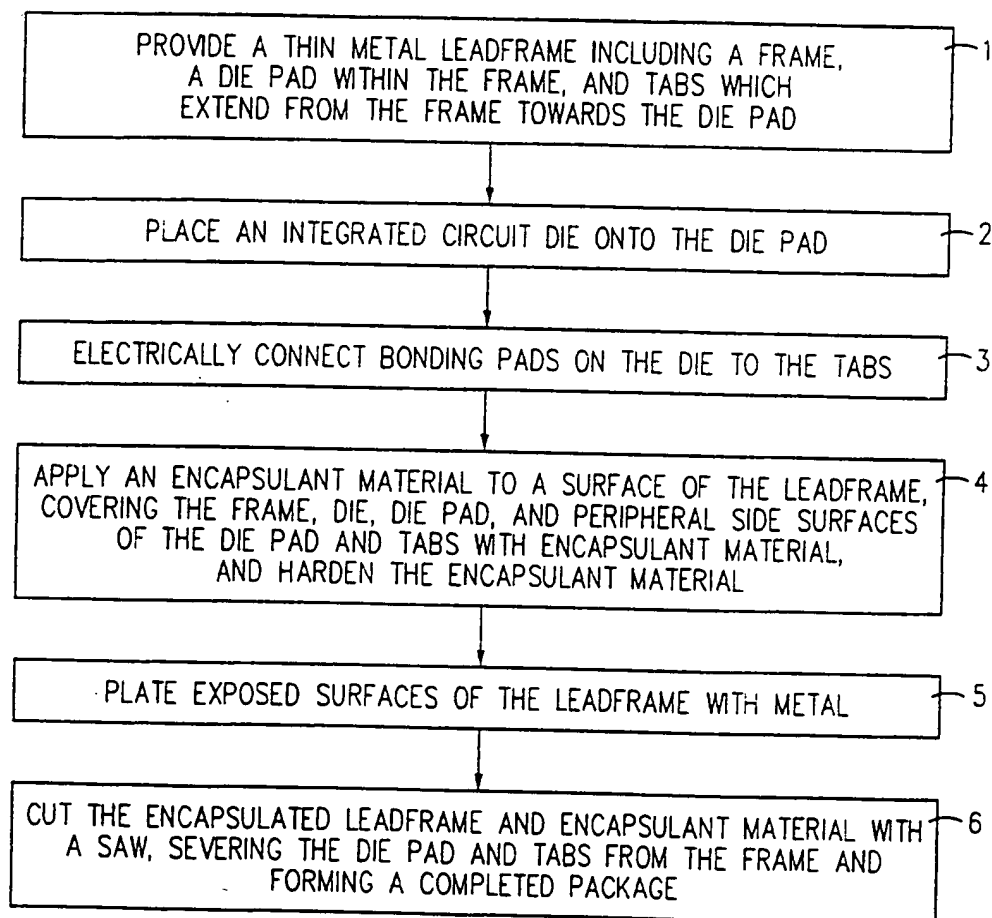 PROVIDE A THIN METAL LEADFRAME INCLUDING A FRAME,
A DIE PAD WITHIN THE FRAME, AND TABS WHICH
EXTEND FROM THE FRAME TOWARDS THE DIE PAD
1
PLACE AN INTEGRATED CIRCUIT DIE ONTO THE DIE PAD
2
ELECTRICALLY CONNECT BONDING PADS ON THE DIE TO THE TABS
3
APPLY AN ENCAPSULANT MATERIAL TO A SURFACE OF THE LEADFRAME,
COVERING THE FRAME, DIE, DIE PAD, AND PERIPHERAL SIDE SURFACES
OF THE DIE PAD AND TABS WITH ENCAPSULANT MATERIAL,
AND HARDEN THE ENCAPSULANT MATERIAL
4
PLATE EXPOSED SURFACES OF THE LEADFRAME WITH METAL
5
CUT THE ENCAPSULATED LEADFRAME AND ENCAPSULANT MATERIAL WITH
A SAW, SEVERING THE DIE PAD AND TABS FROM THE FRAME AND
FORMING A COMPLETED PACKAGE
6